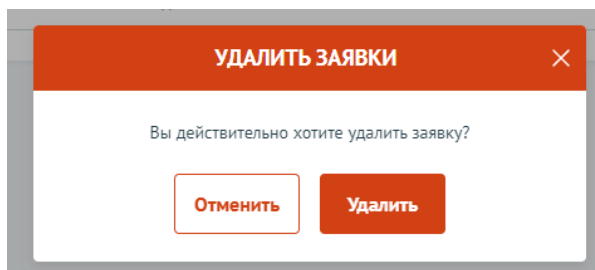 УДАЛИТЬ ЗАЯВКИ
Вы действительно хотите удалить заявку?
Отменить
Удалить